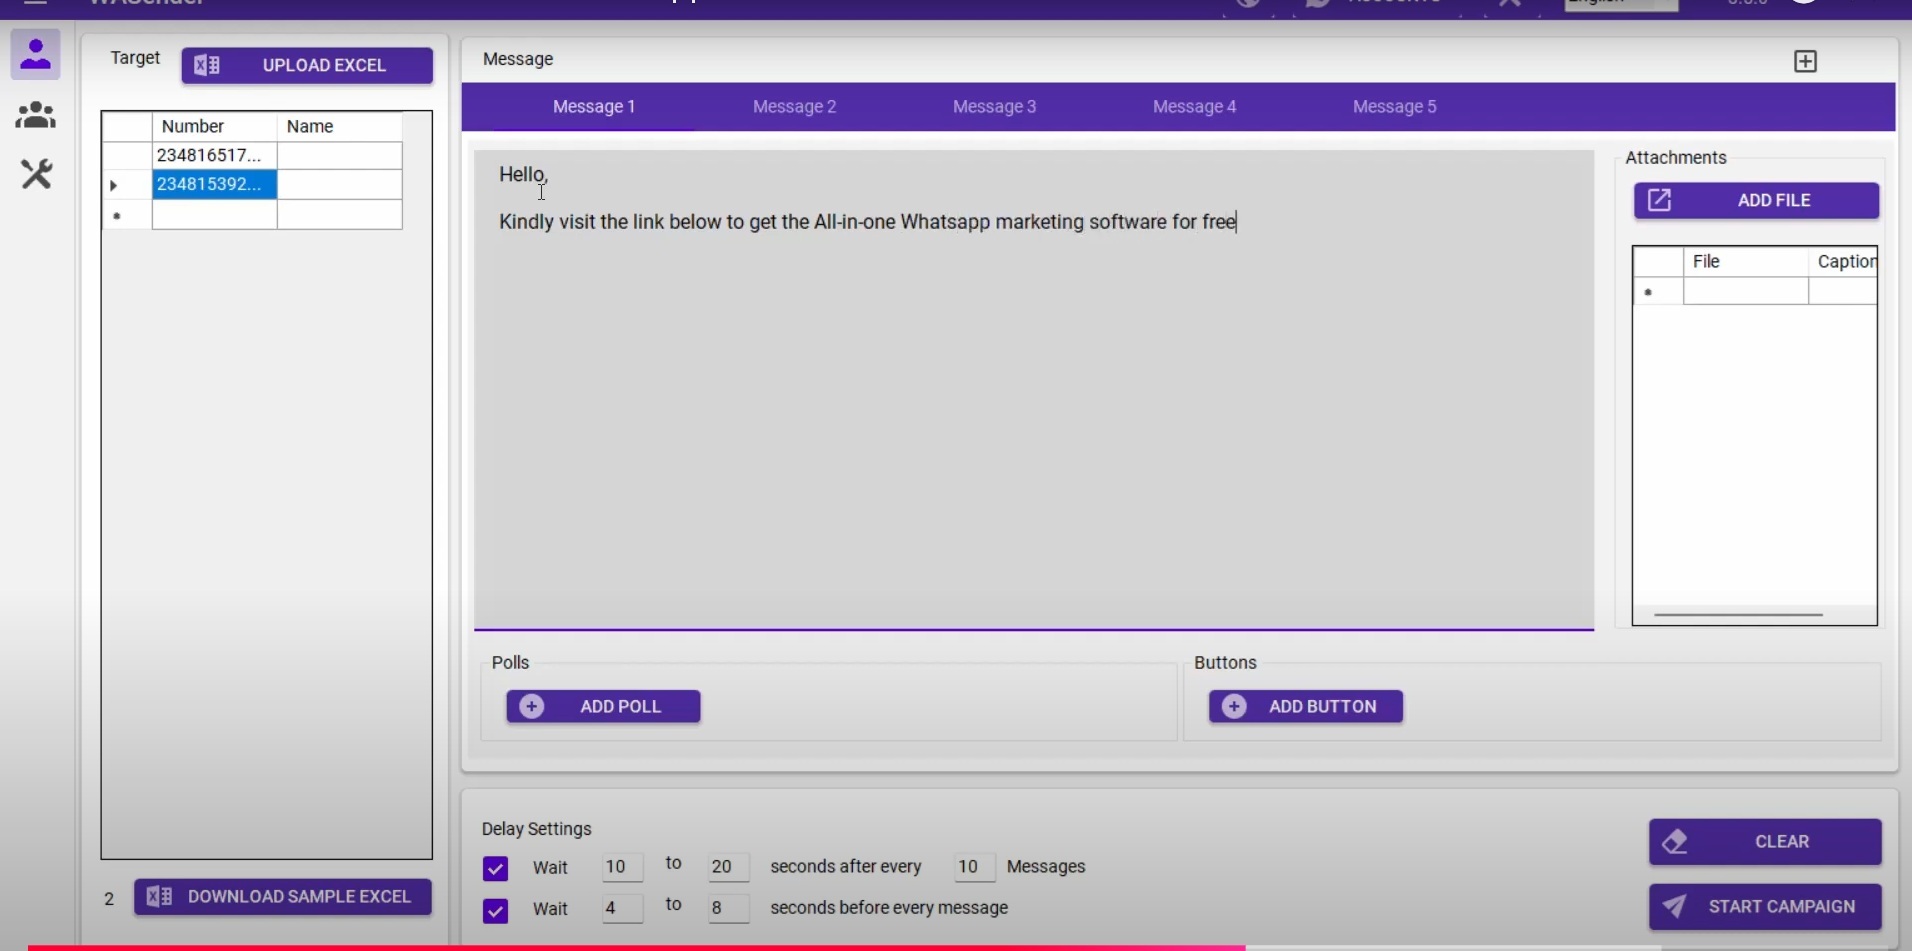 Target
UPLOAD EXCEL
Number Name
234816517...
234815392...
2
DOWNLOAD SAMPLE EXCEL
Message
Message 1 Message 2 Message 3 Message 4 Message 5
Hello,
Kindly visit the link below to get the All-in-one Whatsapp marketing software for free
Attachments
ADD FILE
File Caption
Polls
ADD POLL
Buttons
ADD BUTTON
Delay Settings
Wait 10 to 20 seconds after every 10 Messages
Wait 4 to 8 seconds before every message
CLEAR
START CAMPAIGN